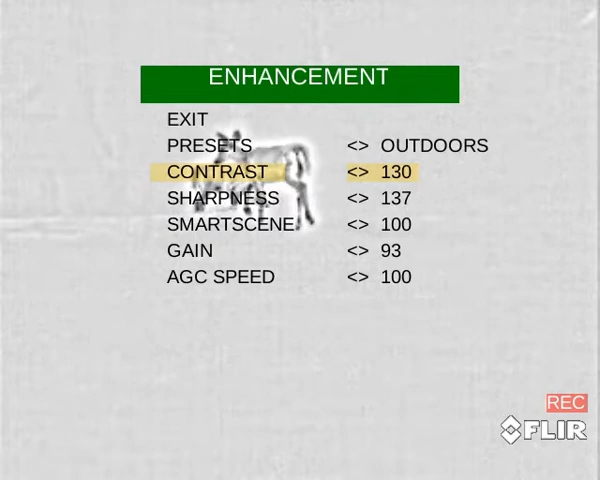 ENHANCEMENT
EXIT
PRESETS <> OUTDOORS
CONTRAST <> 130
SHARPNESS <> 137
SMARTSCENE <> 100
GAIN <> 93
AGC SPEED <> 100
REC
FLIR